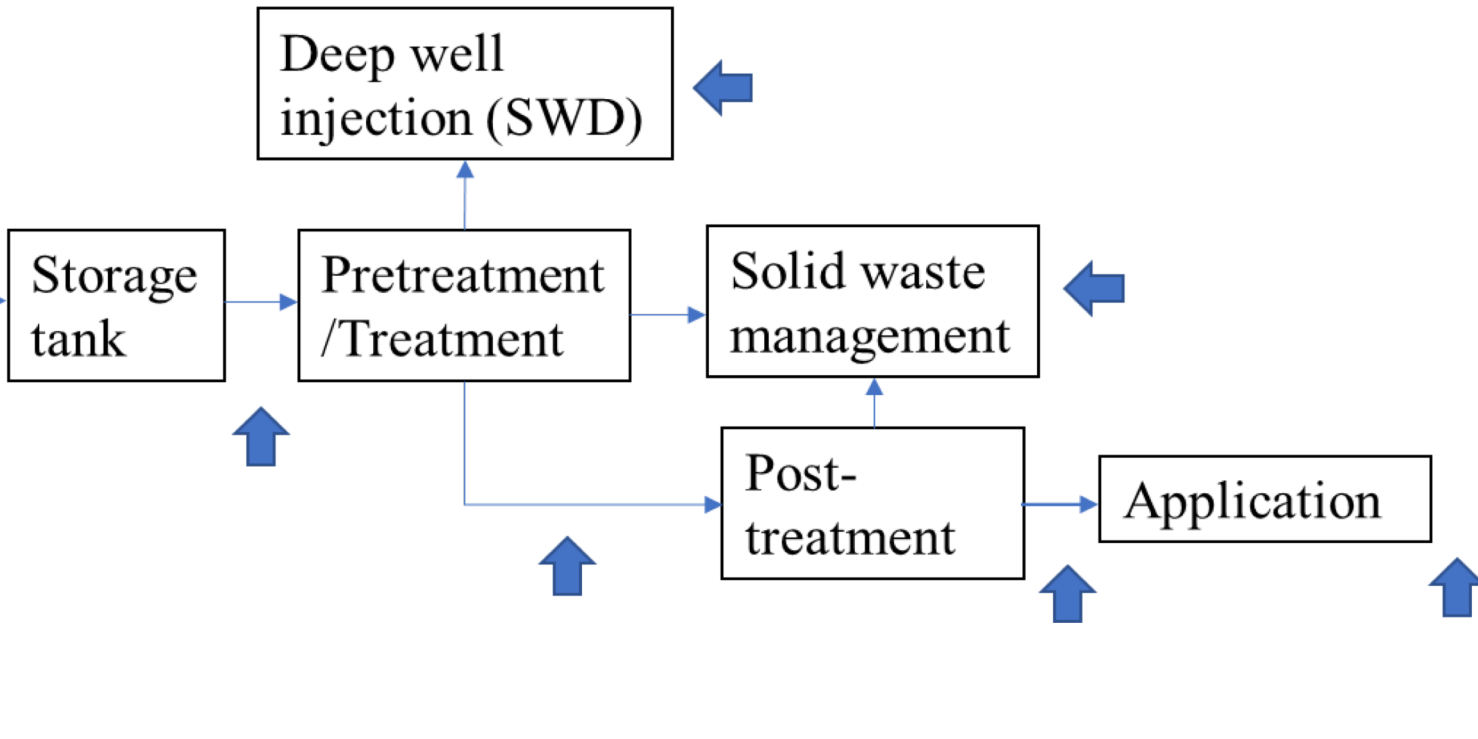 Deep well
injection (SWD)
Storage
tank
Pretreatment
/Treatment
Solid waste
management
Post-
treatment
Application